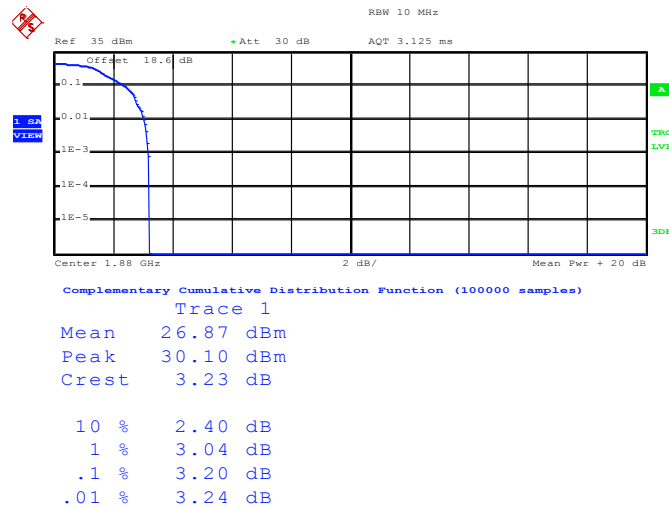 RBW 10 MHz
Ref 35 dBm *Att 30 dB AQT 3.125 ms
Offset 18.6 dB
0.1
A
0.01
1 SA
VIEW
TRG
LVL
1E-3
1E-4
1E-5
Center 1.88 GHz 2 dB/ Mean Pwr + 20 dB
Complementary Cumulative Distribution Function (100000 samples)
Trace 1
Mean 26.87 dBm
Peak 30.10 dBm
Crest 3.23 dB
10 % 2.40 dB
1 % 3.04 dB
.1 % 3.20 dB
.01 % 3.24 dB